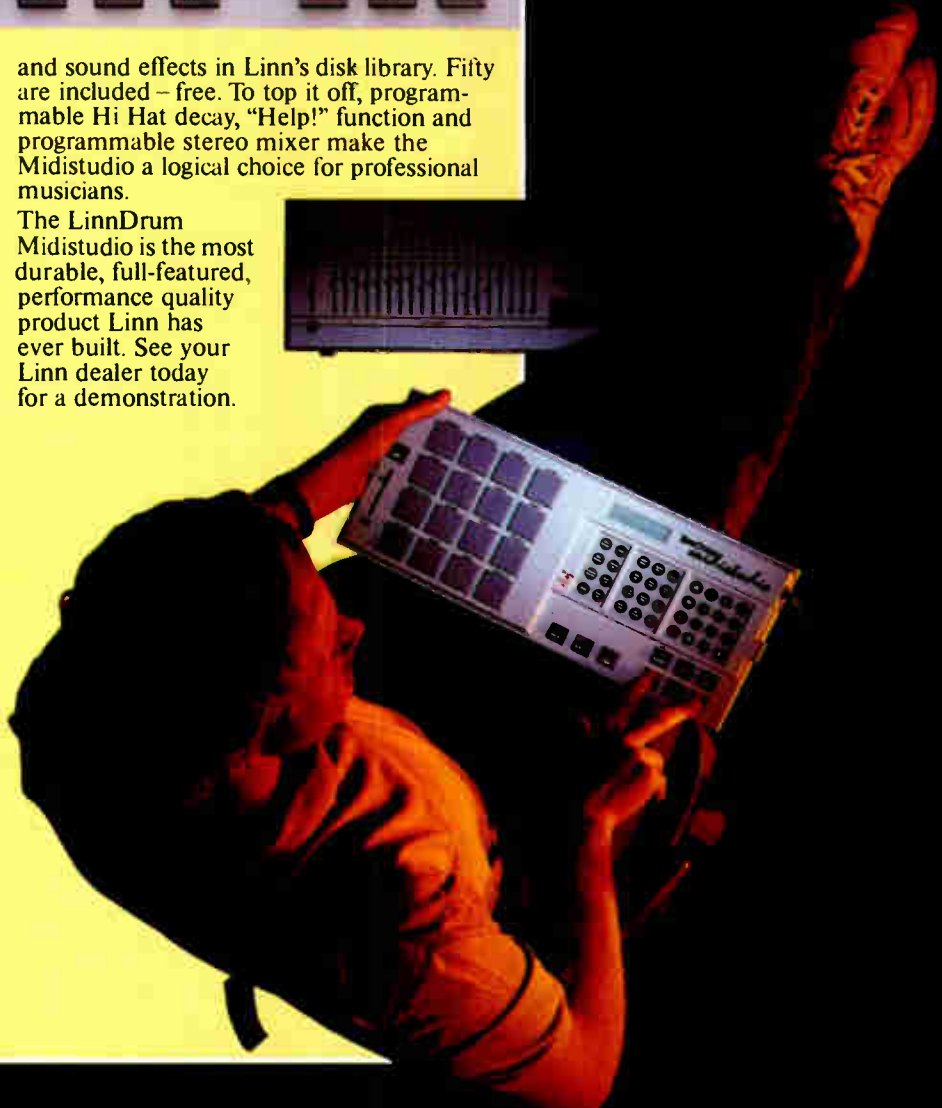 and sound effects in Linn's disk library. Fifty
are included – free. To top it off, program-
mable Hi Hat decay, "Help!" function and
programmable stereo mixer make the
Midistudio a logical choice for professional
musicians.
The LinnDrum
Midistudio is the most
durable, full-featured,
performance quality
product Linn has
ever built. See your
Linn dealer today
for a demonstration.